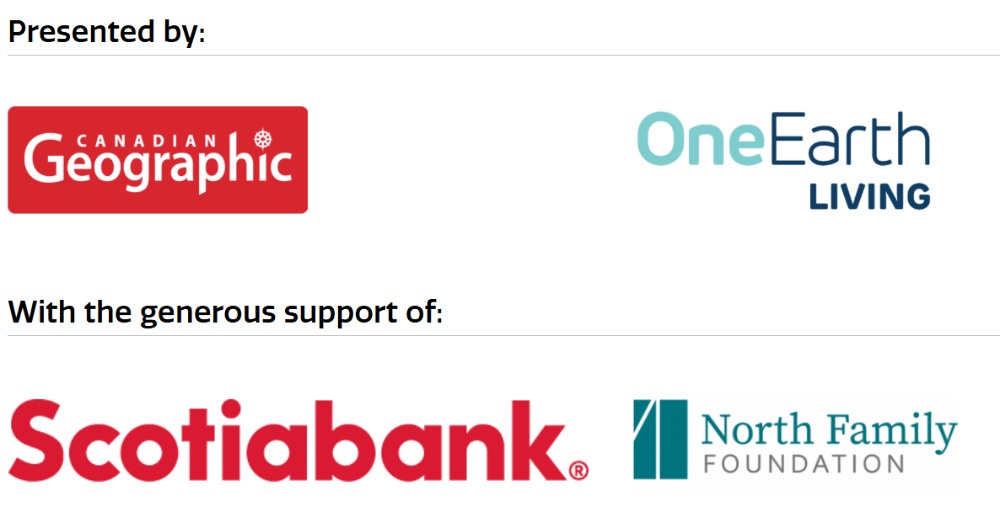 Presented by:
CANADIAN
Geographic
OneEarth
LIVING
With the generous support of:
Scotiabank®
North Family
FOUNDATION